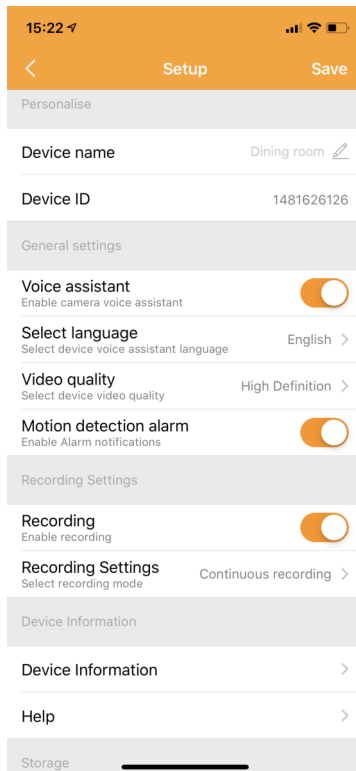 15:22
Setup
Save
Personalise
Device name
Dining room
Device ID
1481626126
General settings
Voice assistant
Enable camera voice assistant
Select language
Select device voice assistant language
English
Video quality
Select device video quality
High Definition
Motion detection alarm
Enable Alarm notifications
Recording Settings
Recording
Enable recording
Recording Settings
Select recording mode
Continuous recording
Device Information
Device Information
Help
Storage